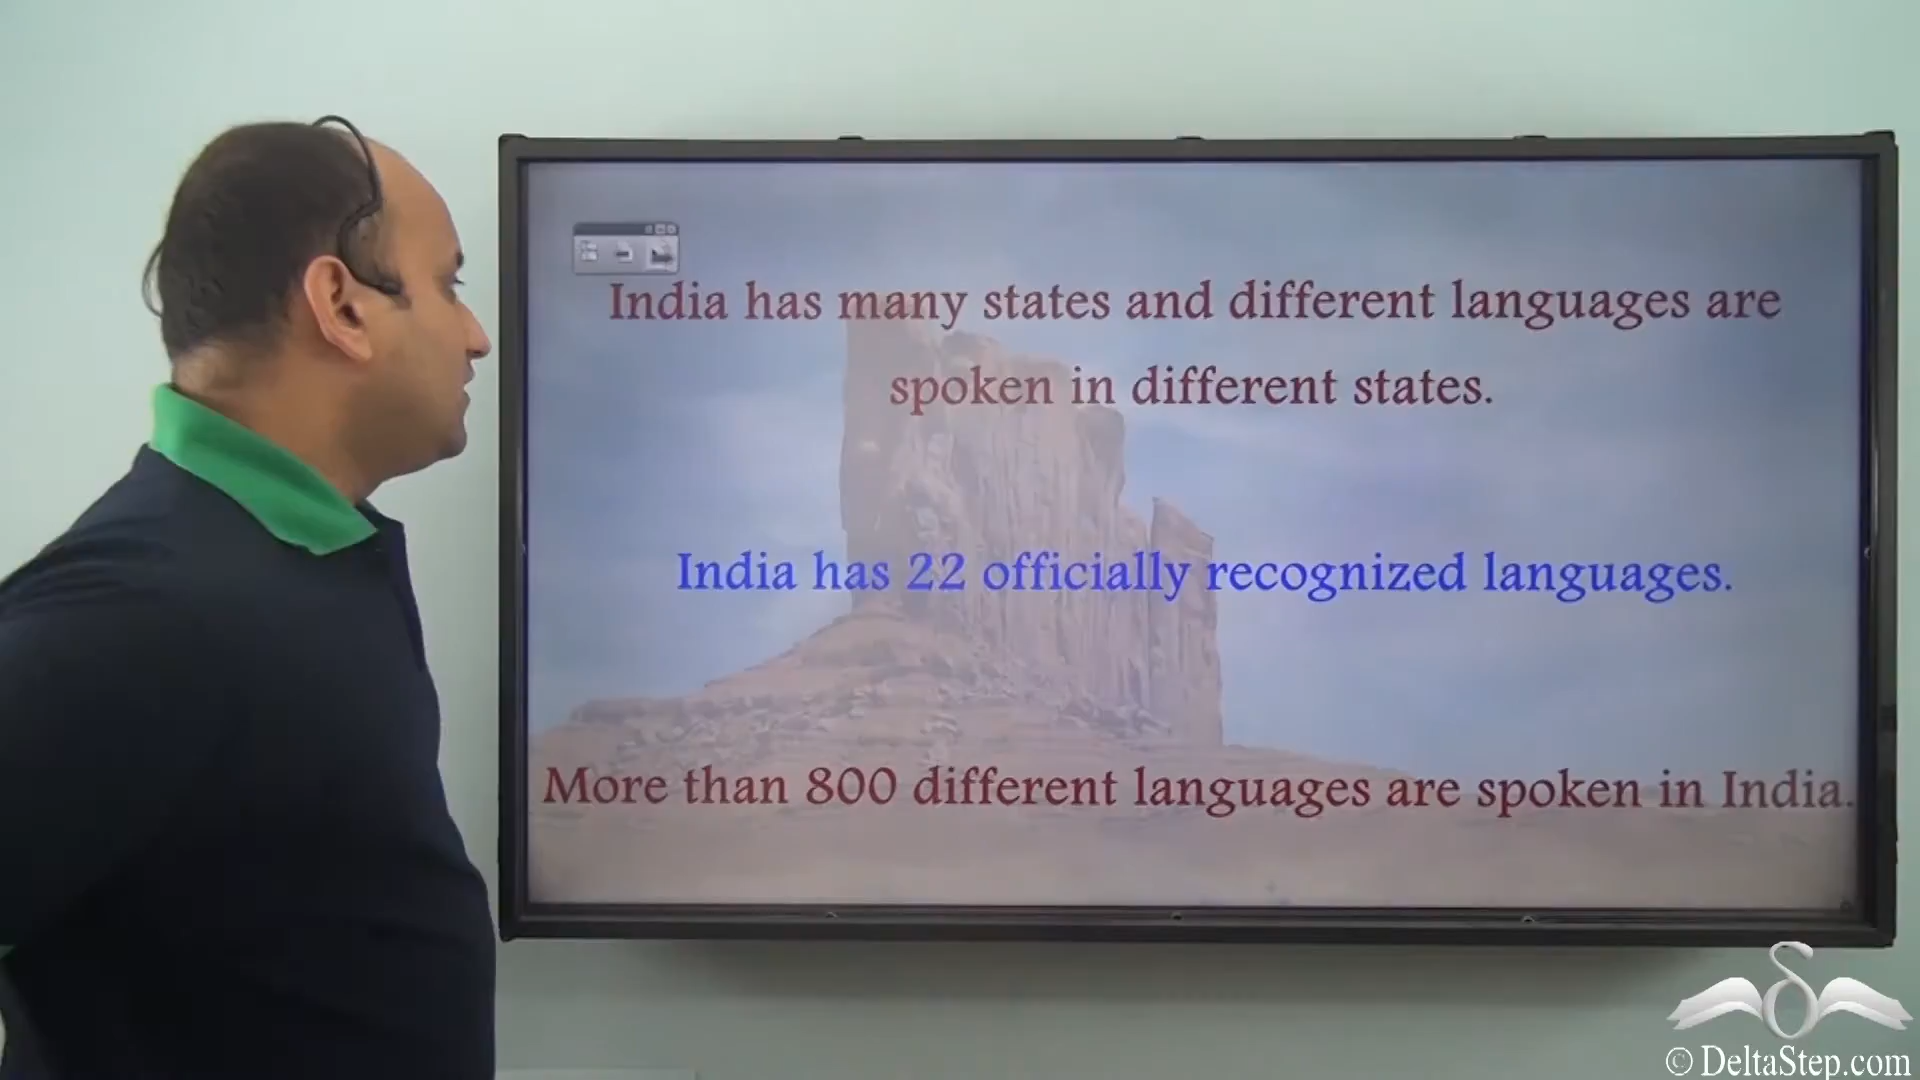 India has many states and different languages are
spoken in different states.
India has 22 officially recognized languages.
More than 800 different languages are spoken in India.
© DeltaStep.com